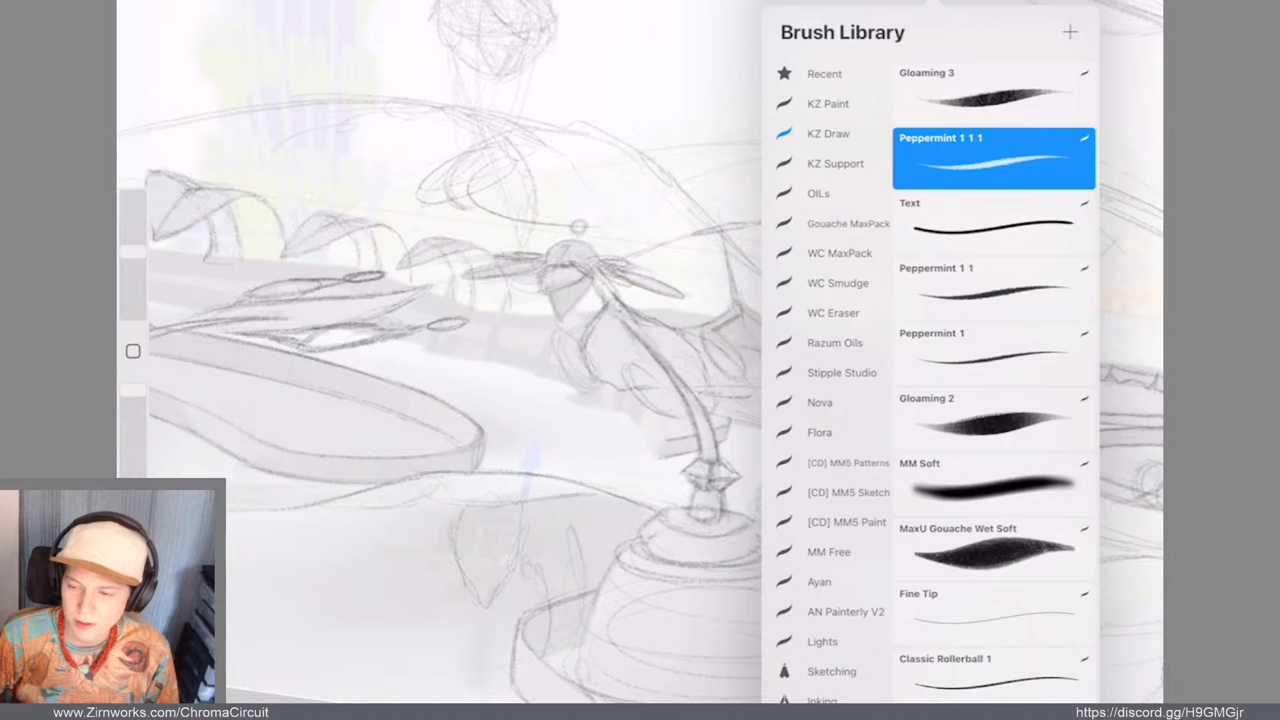 Brush Library
Recent
KZ Paint
KZ Draw
KZ Support
OILs
Gouache MaxPack
WC MaxPack
WC Smudge
WC Eraser
Razum Oils
Stipple Studio
Nova
Flora
[CD] MM5 Patterns
[CD] MM5 Sketch
[CD] MM5 Paint
MM Free
Ayan
AN Painterly V2
Lights
Sketching
Inking
Gloaming 3
Peppermint 1 1 1
Text
Peppermint 1 1
Peppermint 1
Gloaming 2
MM Soft
MaxU Gouache Wet Soft
Fine Tip
Classic Rollerball 1
www.Zirnworks.com/ChromaCircuit
https://discord.gg/H9GMGjr